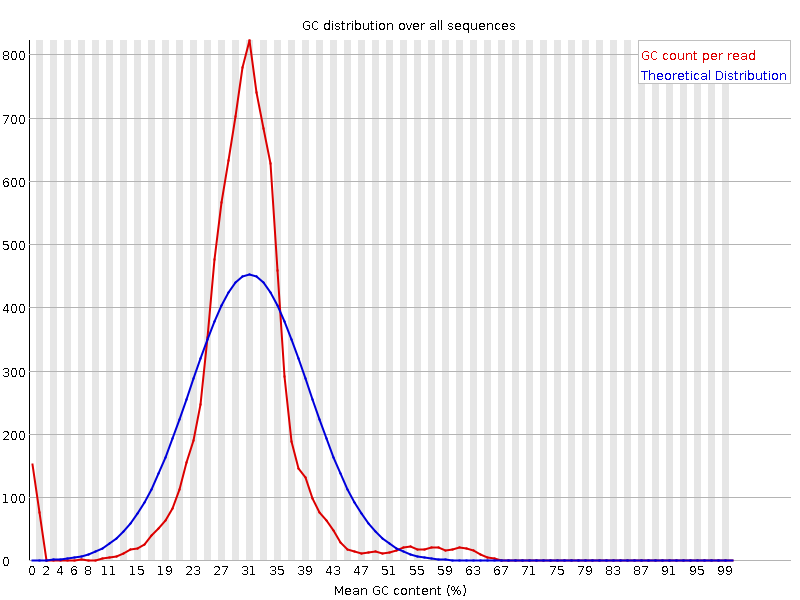 GC distribution over all sequences
GC count per read
Theoretical Distribution
800
700
600
500
400
300
200
100
0
0 2 4 6 8 11 15 19 23 27 31 35 39 43 47 51 55 59 63 67 71 75 79 83 87 91 95 99
Mean GC content (%)